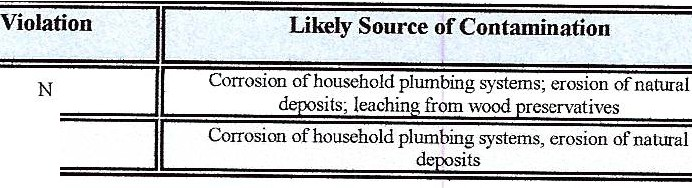 Violation Likely Source of Contamination
N Corrosion of household plumbing systems; erosion of natural
deposits; leaching from wood preservatives
Corrosion of household plumbing systems, erosion of natural
deposits